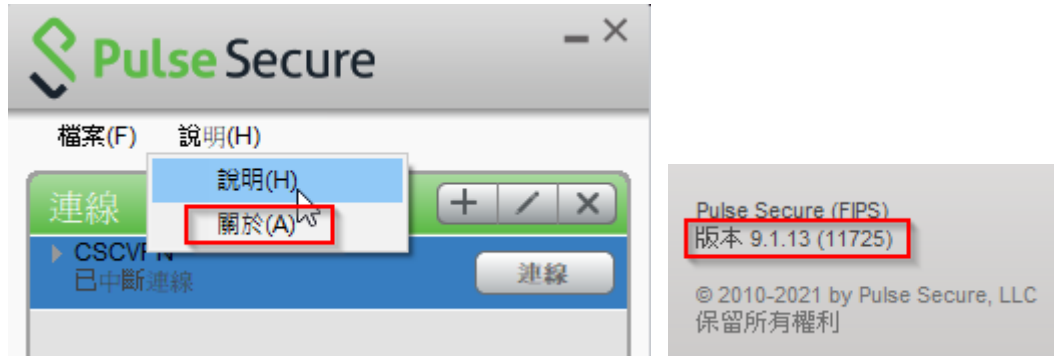 Pulse Secure
檔案(F) 說明(H)
說明(H)
關於(A)
連線
CSCVPN
已中斷連線
連線
Pulse Secure (FIPS)
版本 9.1.13 (11725)
© 2010-2021 by Pulse Secure, LLC
保留所有權利